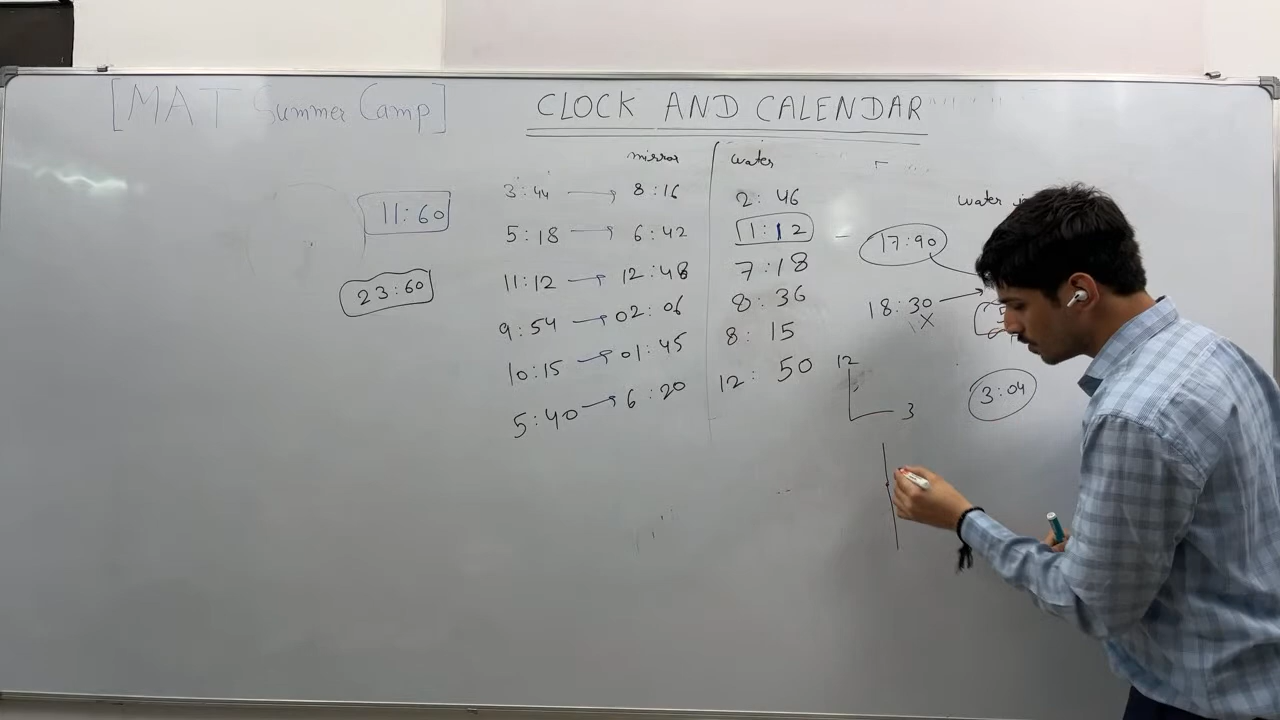 [MAT Summer Camp]
CLOCK AND CALENDAR
mirror
water
3:44 → 8:16
5:18 → 6:42
11:12 → 12:48
9:54 → 02:06
10:15 → 01:45
5:40 → 6:20
2:46
1:12
7:18
8:36
8:15
12:50
11:60
23:60
water
17:90
18:30 →
X
12
3
3:04